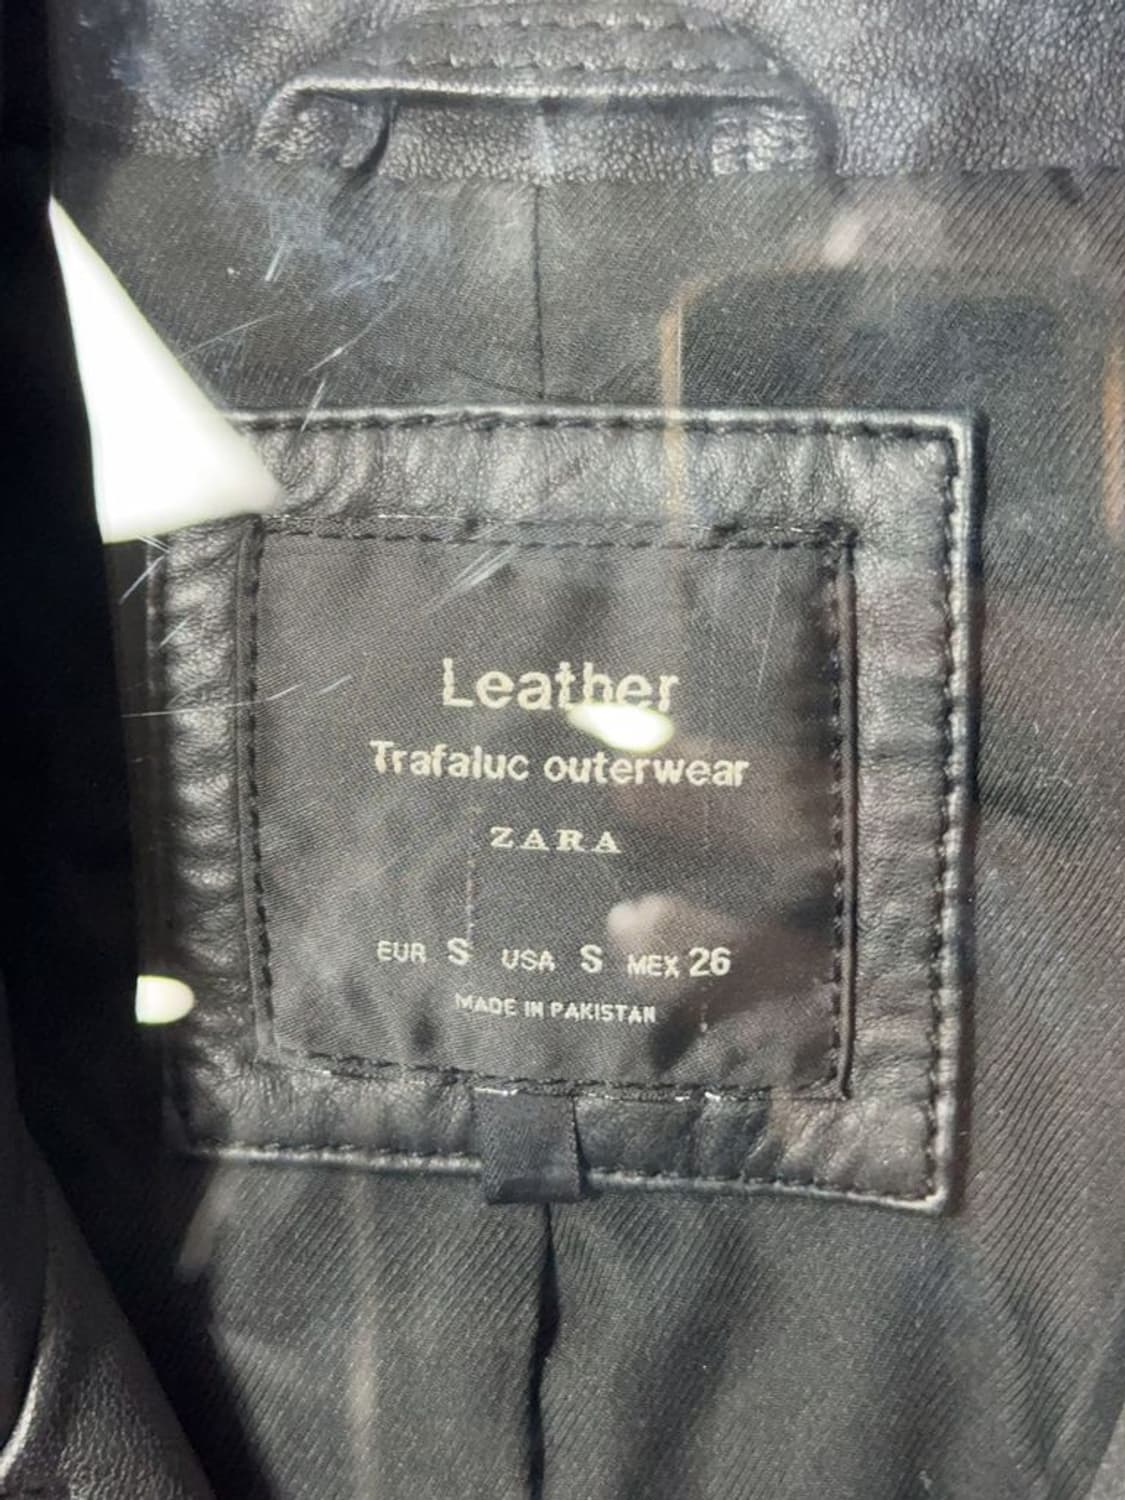 Leather
Trafaluc outerwear
ZARA
EUR S USA S MEX 26
MADE IN PAKISTAN